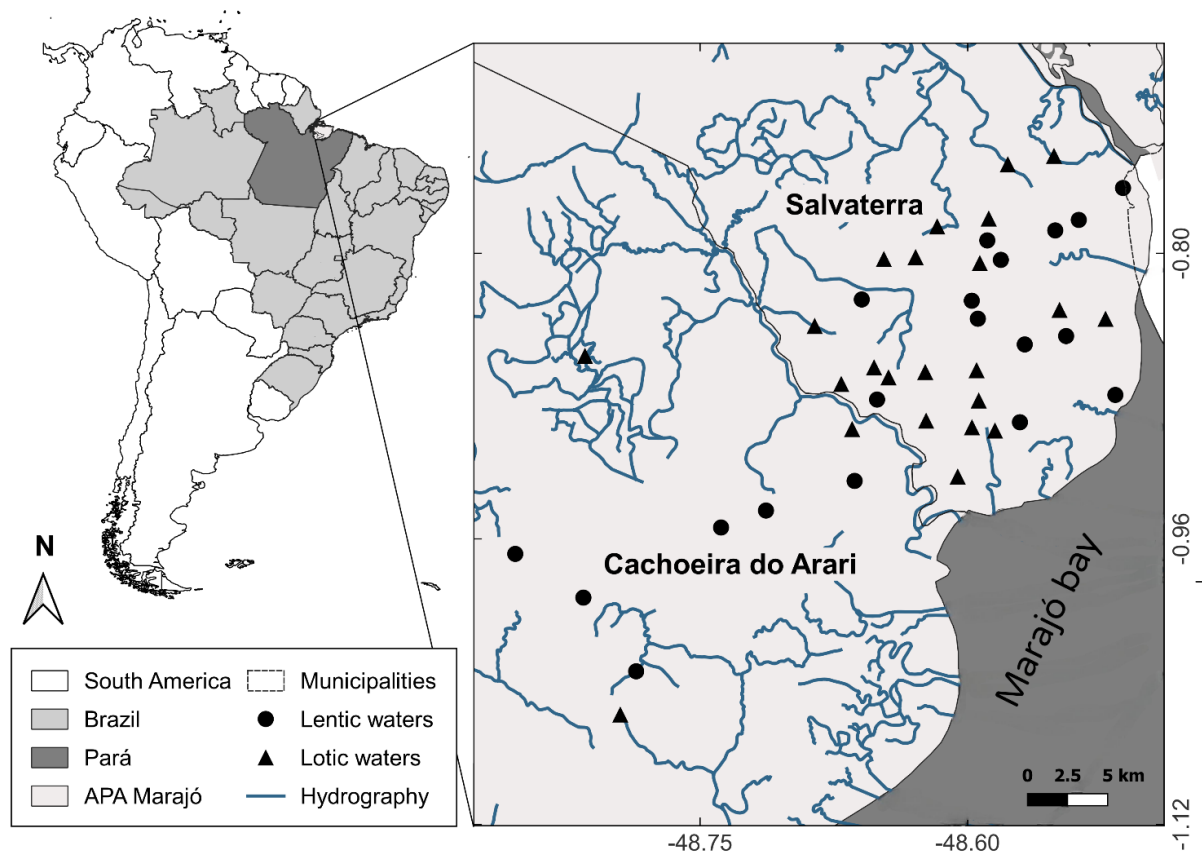 Salvaterra
-0.80
-0.96
Cachoeira do Arari
Marajó bay
N
South America
Municipalities
Brazil
Lentic waters
Pará
Lotic waters
APA Marajó
Hydrography
0 2.5 5 km
-48.75
-48.60
-1.12